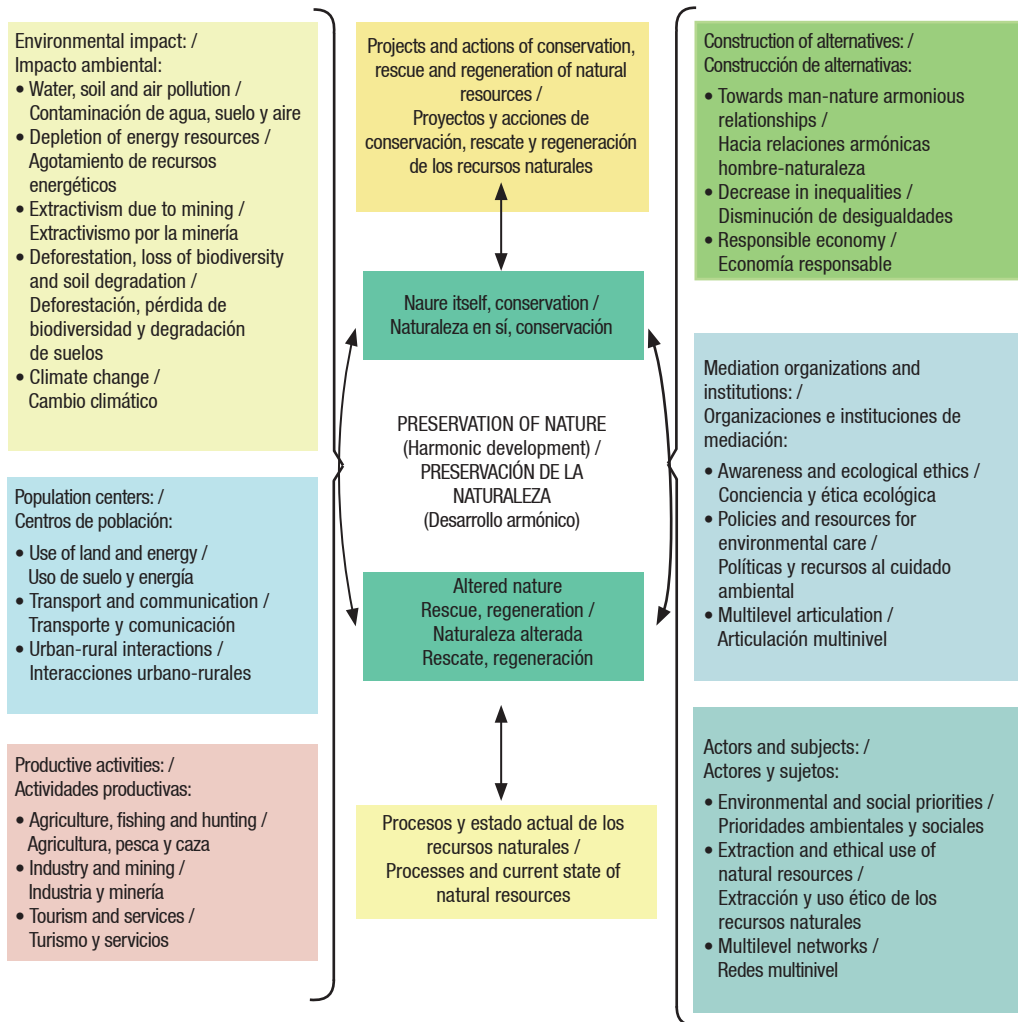 Environmental impact: /
Impacto ambiental:
• Water, soil and air pollution /
Contaminación de agua, suelo y aire
• Depletion of energy resources /
Agotamiento de recursos
energéticos
• Extractivism due to mining /
Extractivismo por la minería
• Deforestation, loss of biodiversity
and soil degradation /
Deforestación, pérdida de
biodiversidad y degradación
de suelos
• Climate change /
Cambio climático
Population centers: /
Centros de población:
• Use of land and energy /
Uso de suelo y energía
• Transport and communication /
Transporte y comunicación
• Urban-rural interactions /
Interacciones urbano-rurales
Productive activities: /
Actividades productivas:
• Agriculture, fishing and hunting /
Agricultura, pesca y caza
• Industry and mining /
Industria y minería
• Tourism and services /
Turismo y servicios
Projects and actions of conservation,
rescue and regeneration of natural
resources /
Proyectos y acciones de
conservación, rescate y regeneración
de los recursos naturales
Naure itself, conservation /
Naturaleza en sí, conservación
PRESERVATION OF NATURE
(Harmonic development) /
PRESERVACIÓN DE LA
NATURALEZA
(Desarrollo armónico)
Altered nature
Rescue, regeneration /
Naturaleza alterada
Rescate, regeneración
Procesos y estado actual de los
recursos naturales /
Processes and current state of
natural resources
Construction of alternatives: /
Construcción de alternativas:
• Towards man-nature armonious
relationships /
Hacia relaciones armónicas
hombre-naturaleza
• Decrease in inequalities /
Disminución de desigualdades
• Responsible economy /
Economía responsable
Mediation organizations and
institutions: /
Organizaciones e instituciones de
mediación:
• Awareness and ecological ethics /
Conciencia y ética ecológica
• Policies and resources for
environmental care /
Políticas y recursos al cuidado
ambiental
• Multilevel articulation /
Articulación multinivel
Actors and subjects: /
Actores y sujetos:
• Environmental and social priorities /
Prioridades ambientales y sociales
• Extraction and ethical use of
natural resources /
Extracción y uso ético de los
recursos naturales
• Multilevel networks /
Redes multinivel